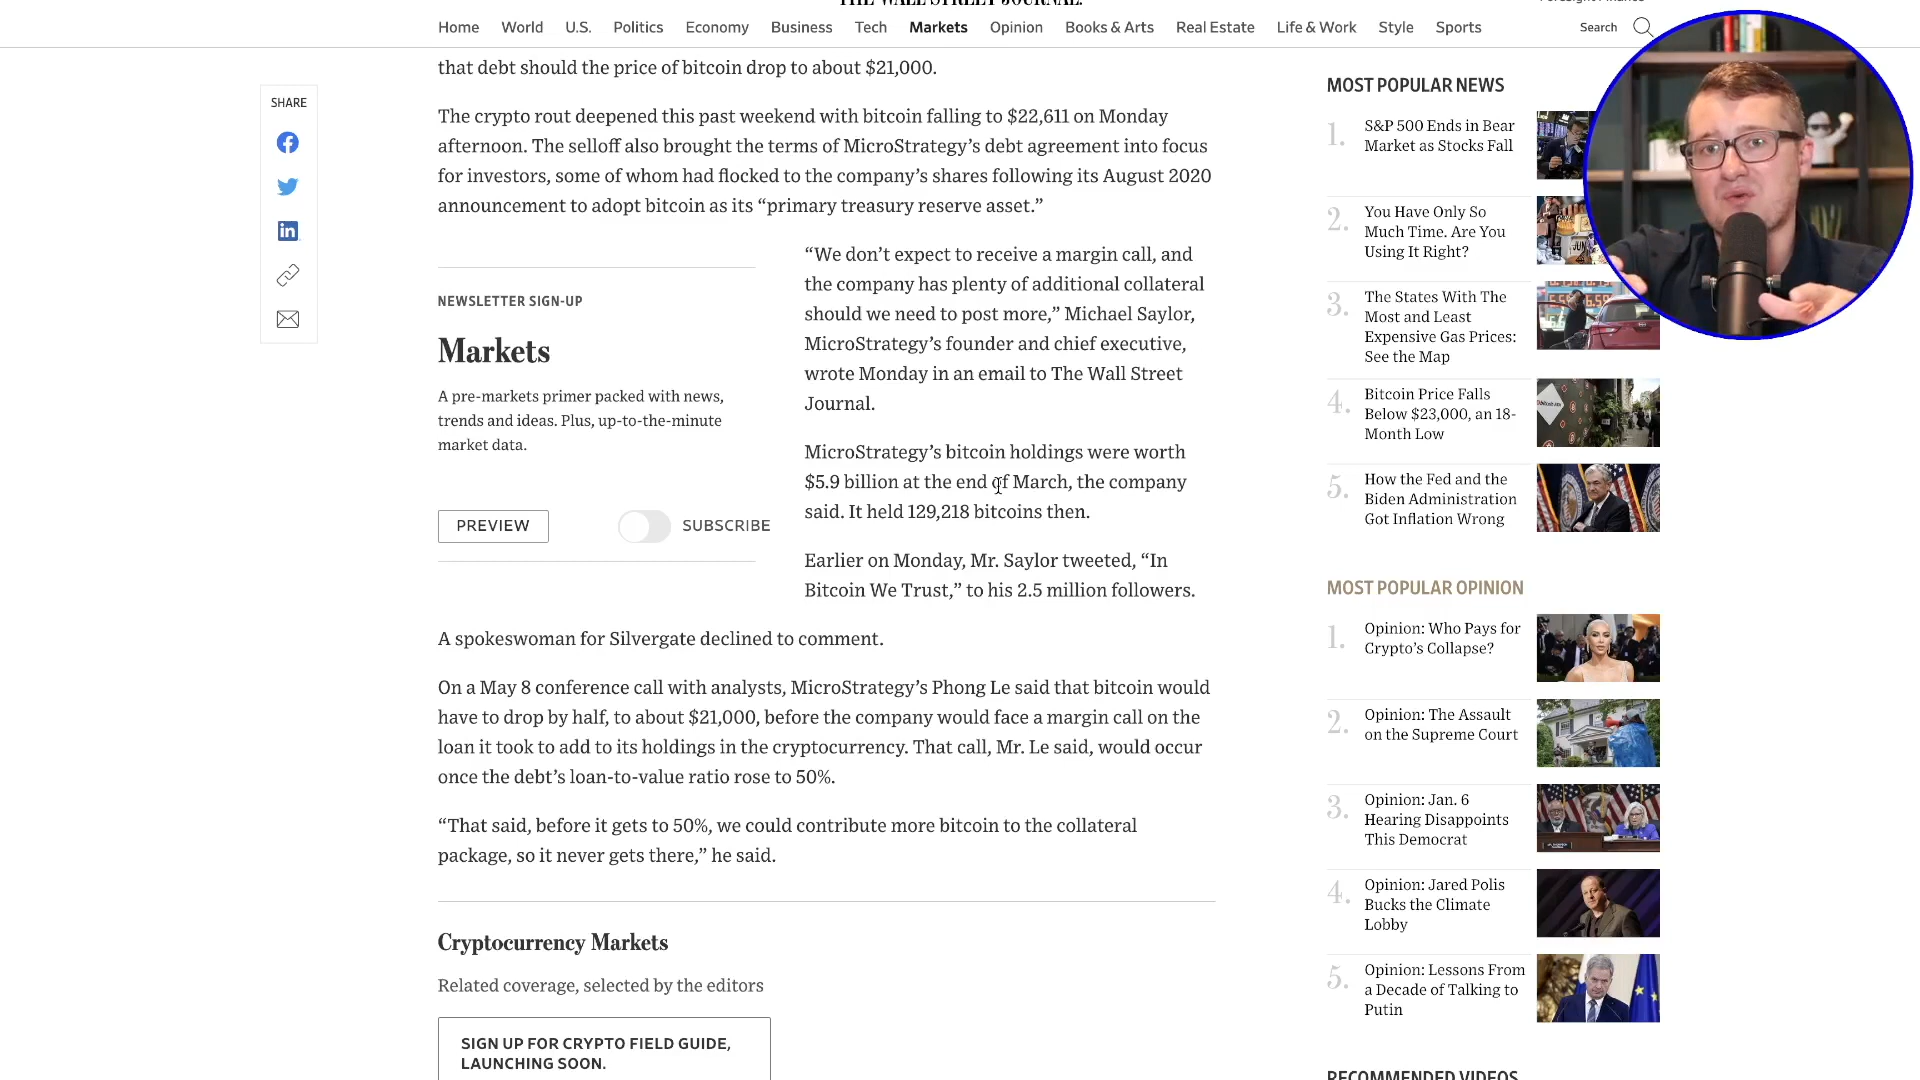 THE WALL STREET JOURNAL.
Home World U.S. Politics Economy Business Tech Markets Opinion Books & Arts Real Estate Life & Work Style Sports
Search
SHARE
that debt should the price of bitcoin drop to about $21,000.
The crypto rout deepened this past weekend with bitcoin falling to $22,611 on Monday
afternoon. The selloff also brought the terms of MicroStrategy’s debt agreement into focus
for investors, some of whom had flocked to the company’s shares following its August 2020
announcement to adopt bitcoin as its “primary treasury reserve asset.”
NEWSLETTER SIGN-UP
Markets
A pre-markets primer packed with news,
trends and ideas. Plus, up-to-the-minute
market data.
PREVIEW
SUBSCRIBE
“We don’t expect to receive a margin call, and
the company has plenty of additional collateral
should we need to post more,” Michael Saylor,
MicroStrategy’s founder and chief executive,
wrote Monday in an email to The Wall Street
Journal.
MicroStrategy’s bitcoin holdings were worth
$5.9 billion at the end of March, the company
said. It held 129,218 bitcoins then.
Earlier on Monday, Mr. Saylor tweeted, “In
Bitcoin We Trust,” to his 2.5 million followers.
A spokeswoman for Silvergate declined to comment.
On a May 8 conference call with analysts, MicroStrategy’s Phong Le said that bitcoin would
have to drop by half, to about $21,000, before the company would face a margin call on the
loan it took to add to its holdings in the cryptocurrency. That call, Mr. Le said, would occur
once the debt’s loan-to-value ratio rose to 50%.
“That said, before it gets to 50%, we could contribute more bitcoin to the collateral
package, so it never gets there,” he said.
Cryptocurrency Markets
Related coverage, selected by the editors
SIGN UP FOR CRYPTO FIELD GUIDE,
LAUNCHING SOON.
MOST POPULAR NEWS
1. S&P 500 Ends in Bear
Market as Stocks Fall
2. You Have Only So
Much Time. Are You
Using It Right?
3. The States With The
Most and Least
Expensive Gas Prices:
See the Map
4. Bitcoin Price Falls
Below $23,000, an 18-
Month Low
5. How the Fed and the
Biden Administration
Got Inflation Wrong
MOST POPULAR OPINION
1. Opinion: Who Pays for
Crypto’s Collapse?
2. Opinion: The Assault
on the Supreme Court
3. Opinion: Jan. 6
Hearing Disappoints
This Democrat
4. Opinion: Jared Polis
Bucks the Climate
Lobby
5. Opinion: Lessons From
a Decade of Talking to
Putin
RECOMMENDED VIDEOS